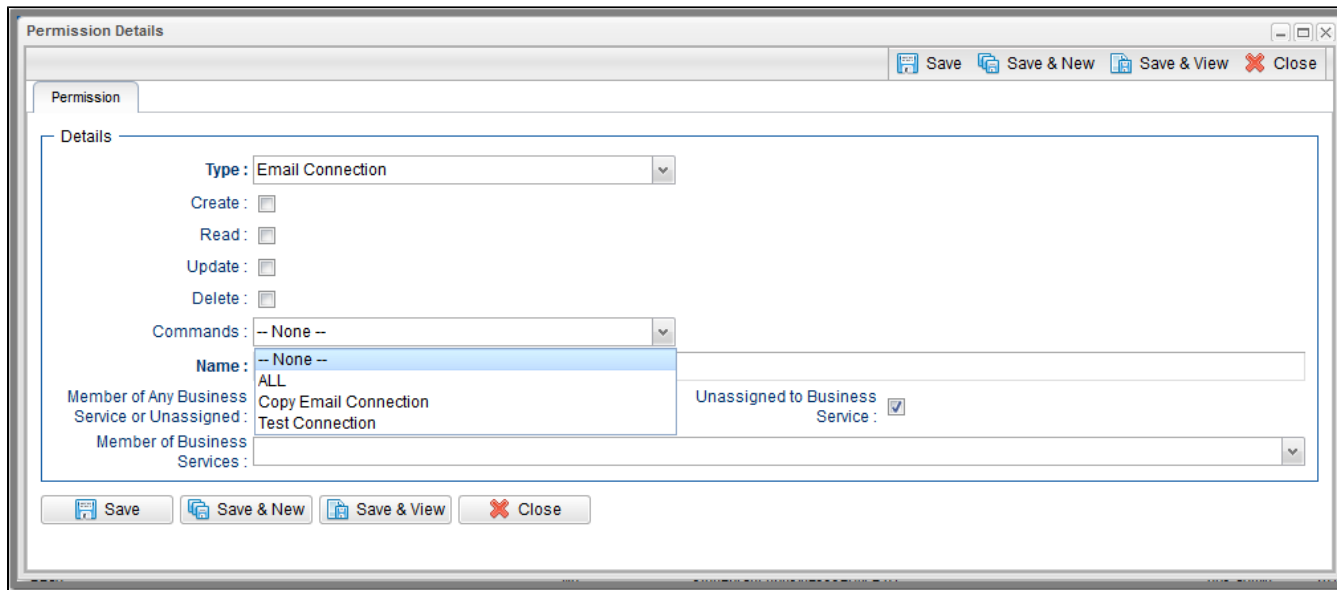 Permission Details
Save Save & New Save & View Close
Permission
Details
Type : Email Connection
Create :
Read :
Update :
Delete :
Commands : -- None --
Name : -- None --
ALL
Member of Any Business Service or Unassigned : Copy Email Connection
Test Connection
Unassigned to Business Service :
Member of Business Services :
Save Save & New Save & View Close